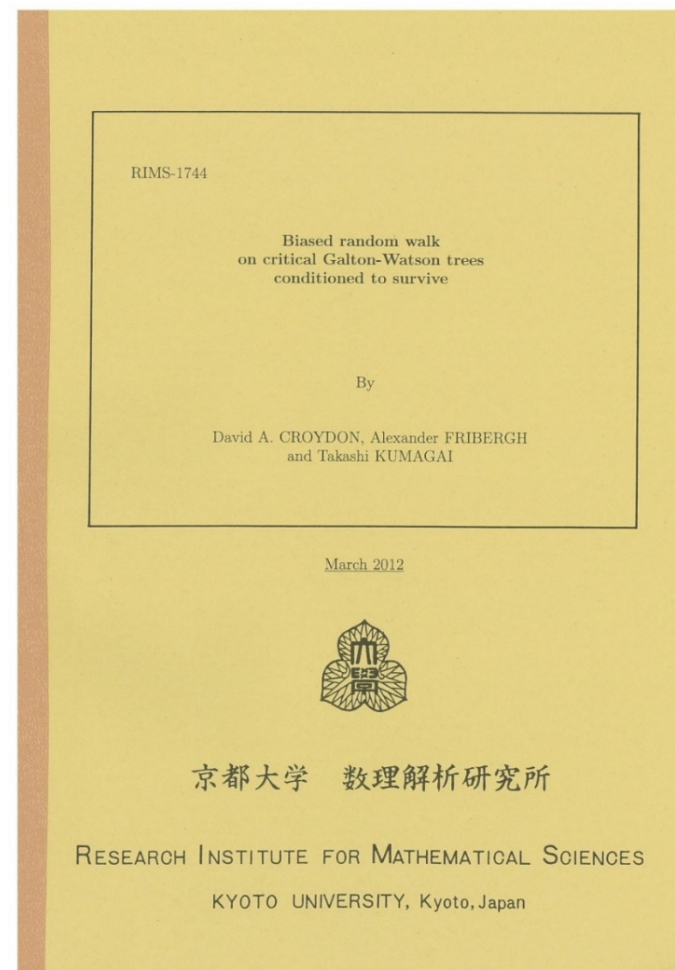 RIMS-1744
Biased random walk
on critical Galton-Watson trees
conditioned to survive
By
David A. CROYDON, Alexander FRIBERGH
and Takashi KUMAGAI
March 2012
大學
京都大学 数理解析研究所
RESEARCH INSTITUTE FOR MATHEMATICAL SCIENCES
KYOTO UNIVERSITY, Kyoto, Japan